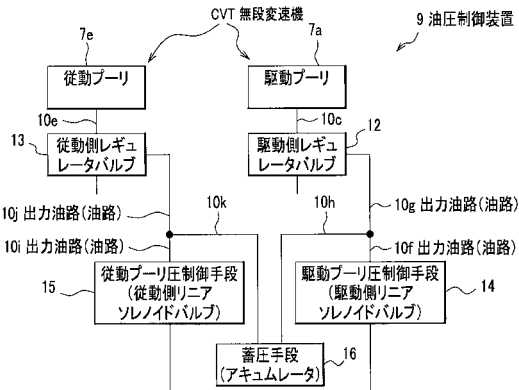 CVT 無段変速機
9 油圧制御装置
7e
7a
従動プーリ
駆動プーリ
10e
10c
13
12
従動側レギュ
レータバルブ
駆動側レギュ
レータバルブ
10j 出力油路(油路)
10k
10h
10g 出力油路(油路)
10i 出力油路(油路)
10f 出力油路(油路)
15
従動プーリ圧制御手段
(従動側リニア
ソレノイドバルブ)
駆動プーリ圧制御手段
(駆動側リニア
ソレノイドバルブ)
14
蓄圧手段
(アキュムレータ)
16